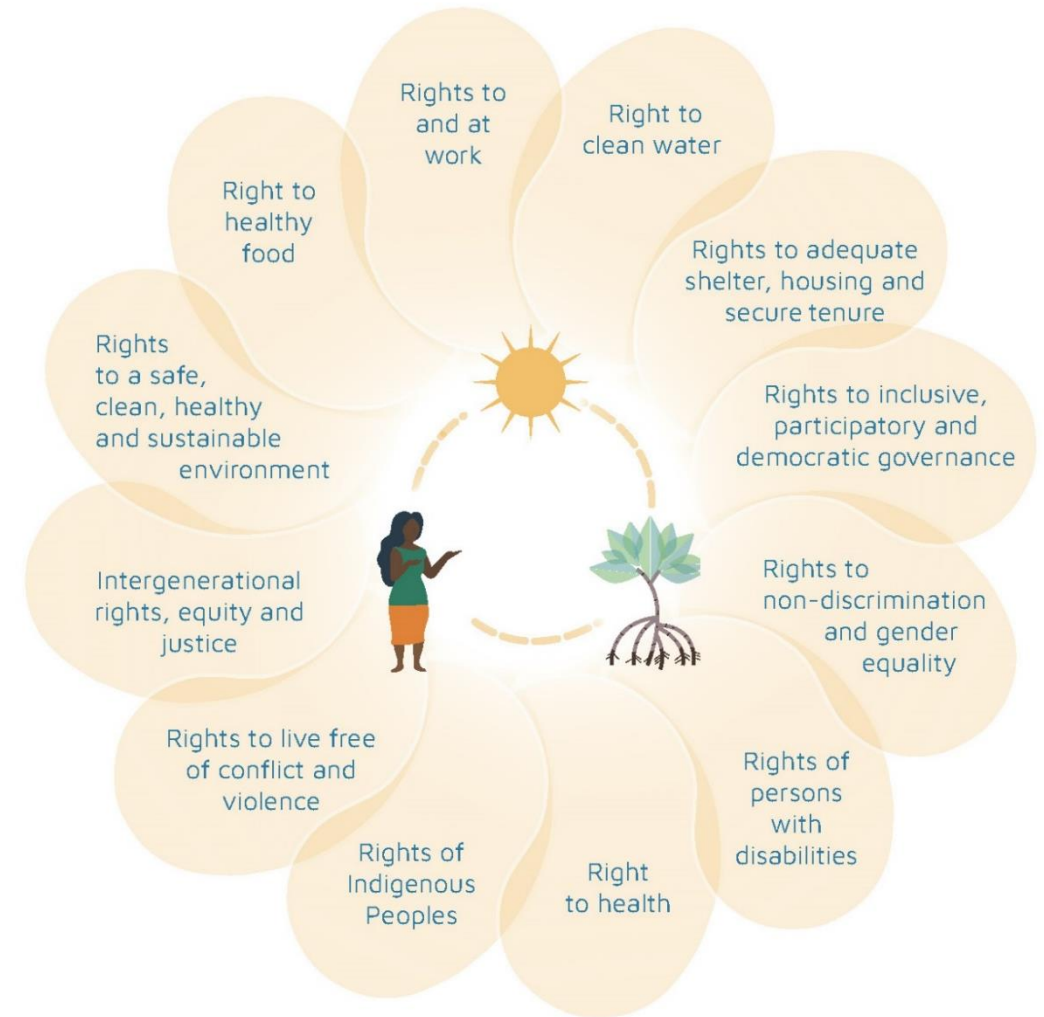 Rights to
and at
work
Right to
clean water
Rights to adequate
shelter, housing and
secure tenure
Rights to inclusive,
participatory and
democratic governance
Rights to
non-discrimination
and gender
equality
Rights of
persons
with
disabilities
Right
to health
Rights of
Indigenous
Peoples
Rights to live free
of conflict and
violence
Intergenerational
rights, equity and
justice
Rights
to a safe,
clean, healthy
and sustainable
environment
Right to
healthy
food